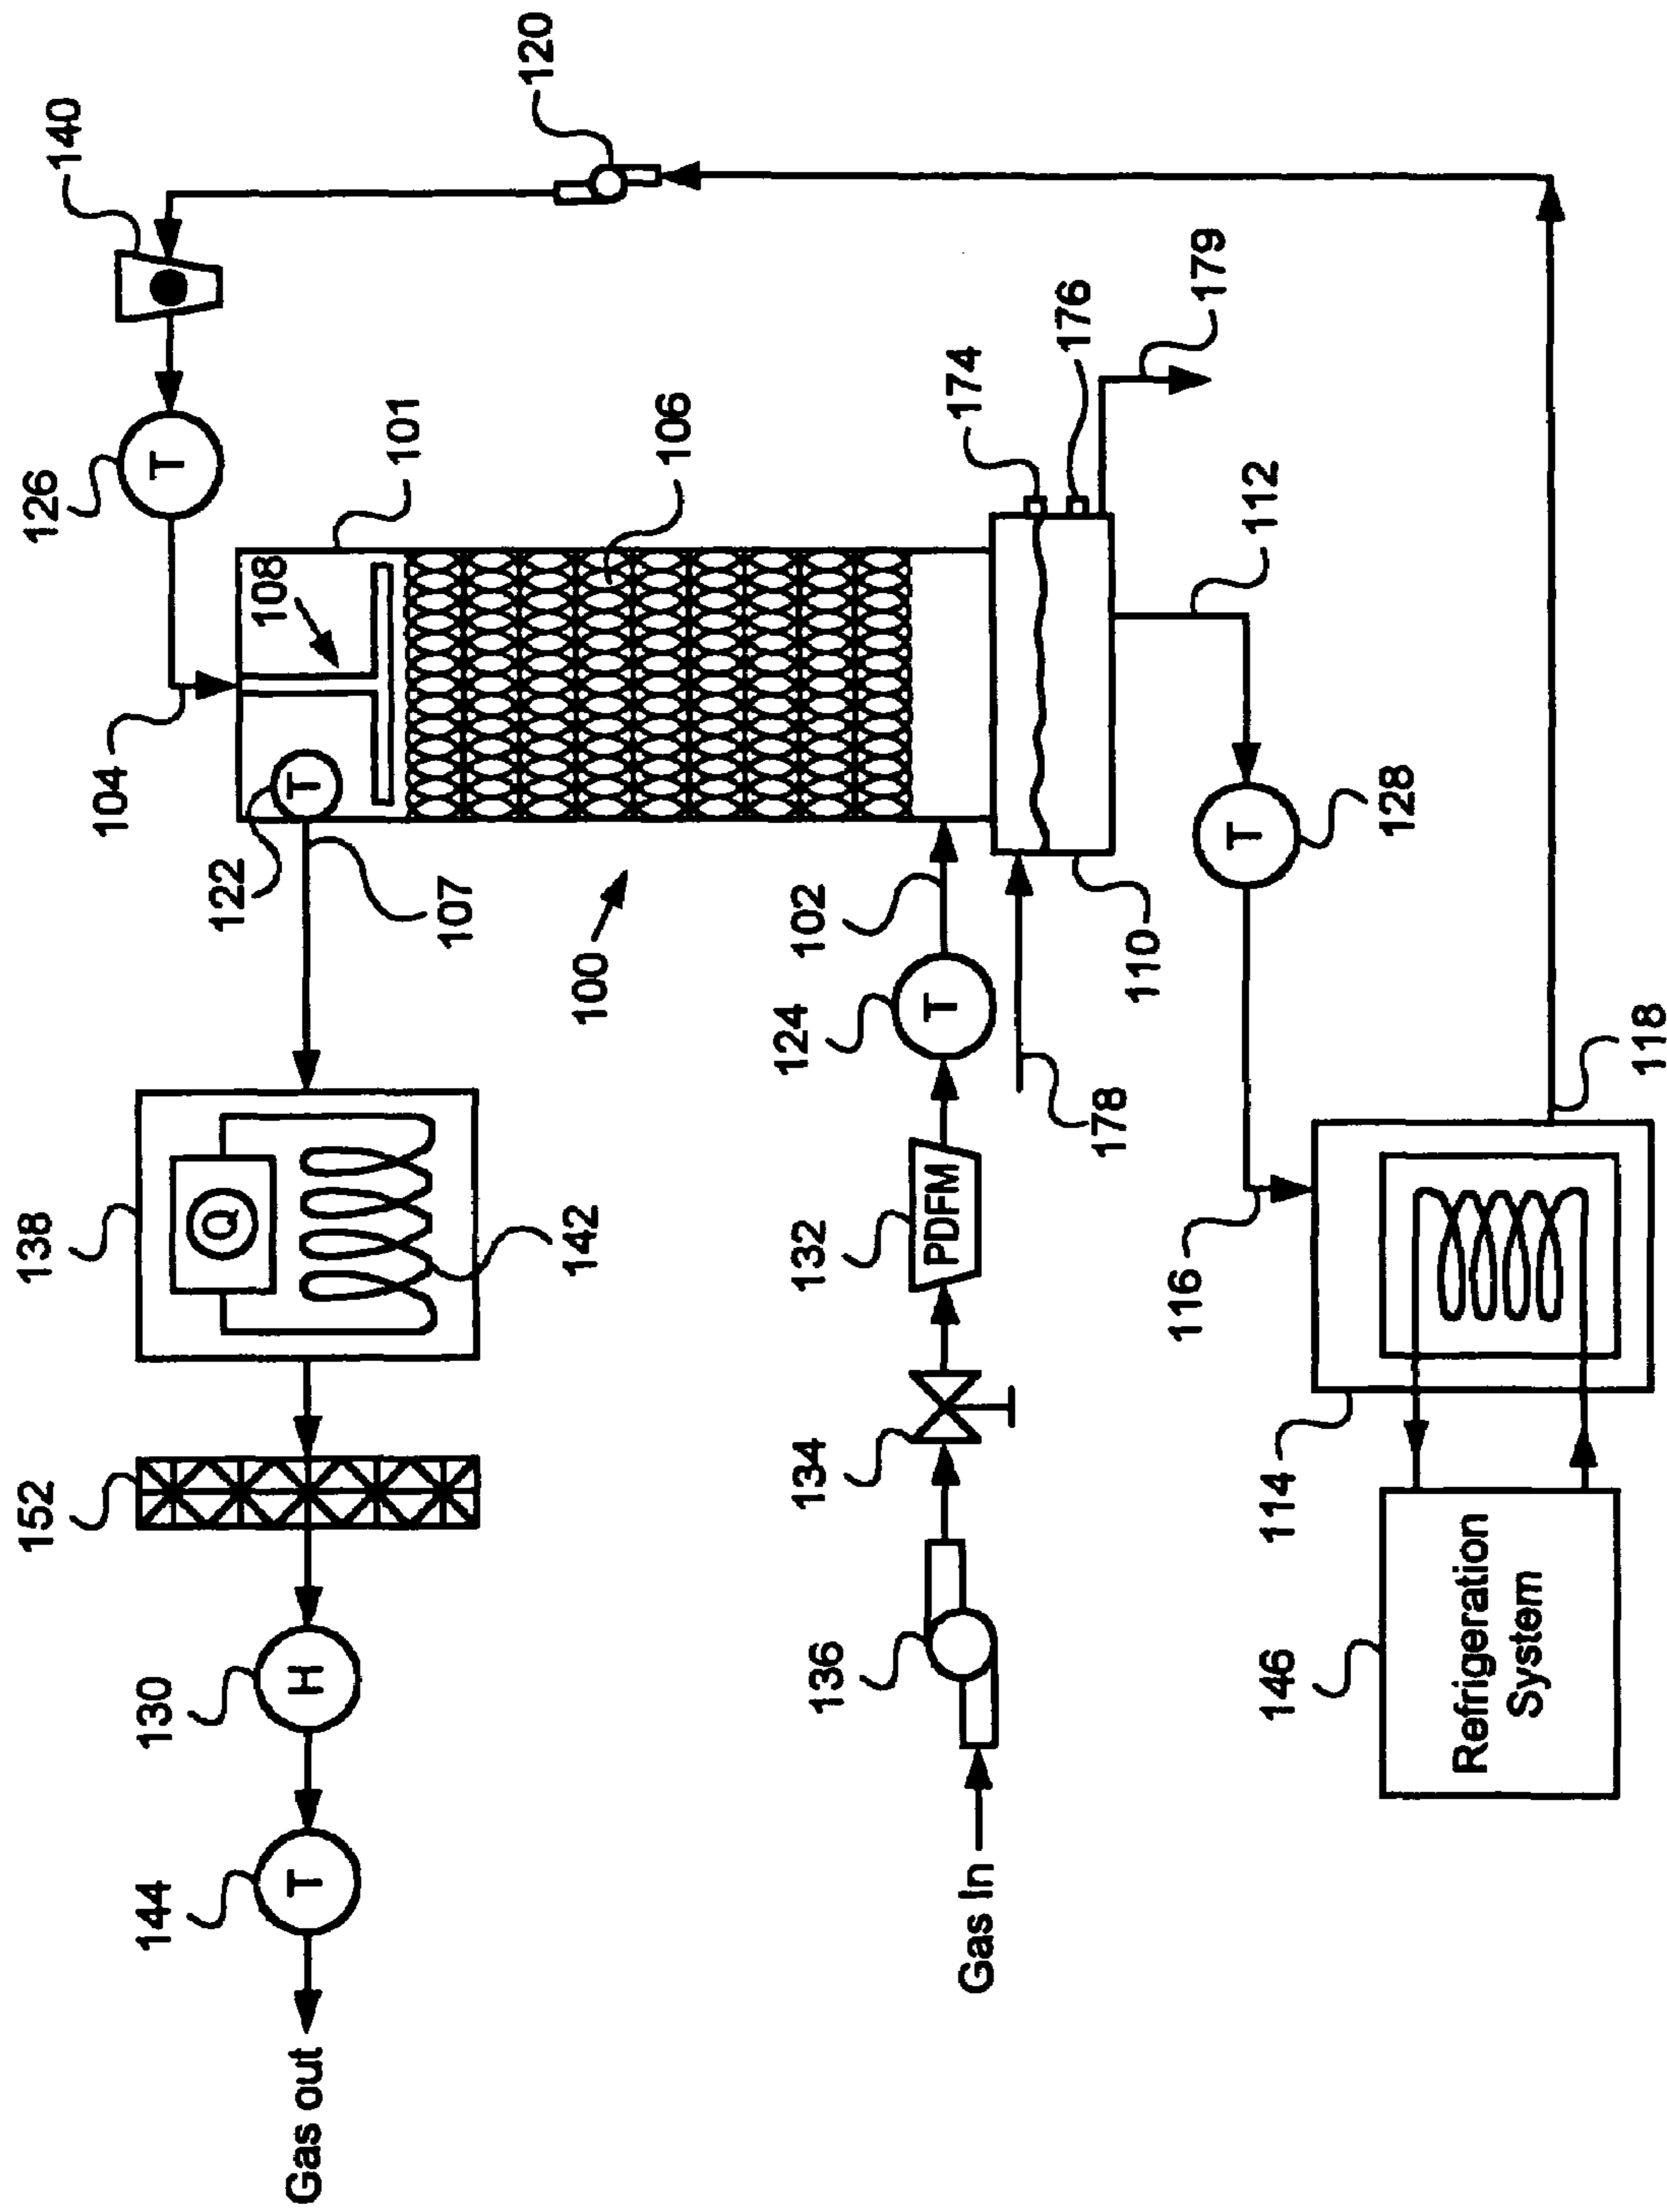 140
120
126
T
101
104
108
122
T
107
106
100
138
Q
142
152
130
H
144
T
Gas out
174
176
179
102
124
T
132
PDFM
134
136
Gas In
178
110
112
128
T
116
118
114
146
Refrigeration
System